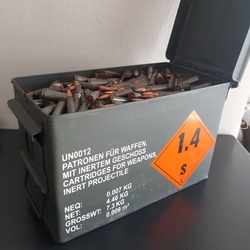 UN0012
PATRONEN FÜR WAFFEN,
MIT INERTEM GESCHOSS
CARTRIDGES FOR WEAPONS,
INERT PROJECTILE
NEQ: 0.007 KG
NET: 4.46 KG
GROSSWT: 7.3 KG
VOL: 0.009 m³
1.4
S